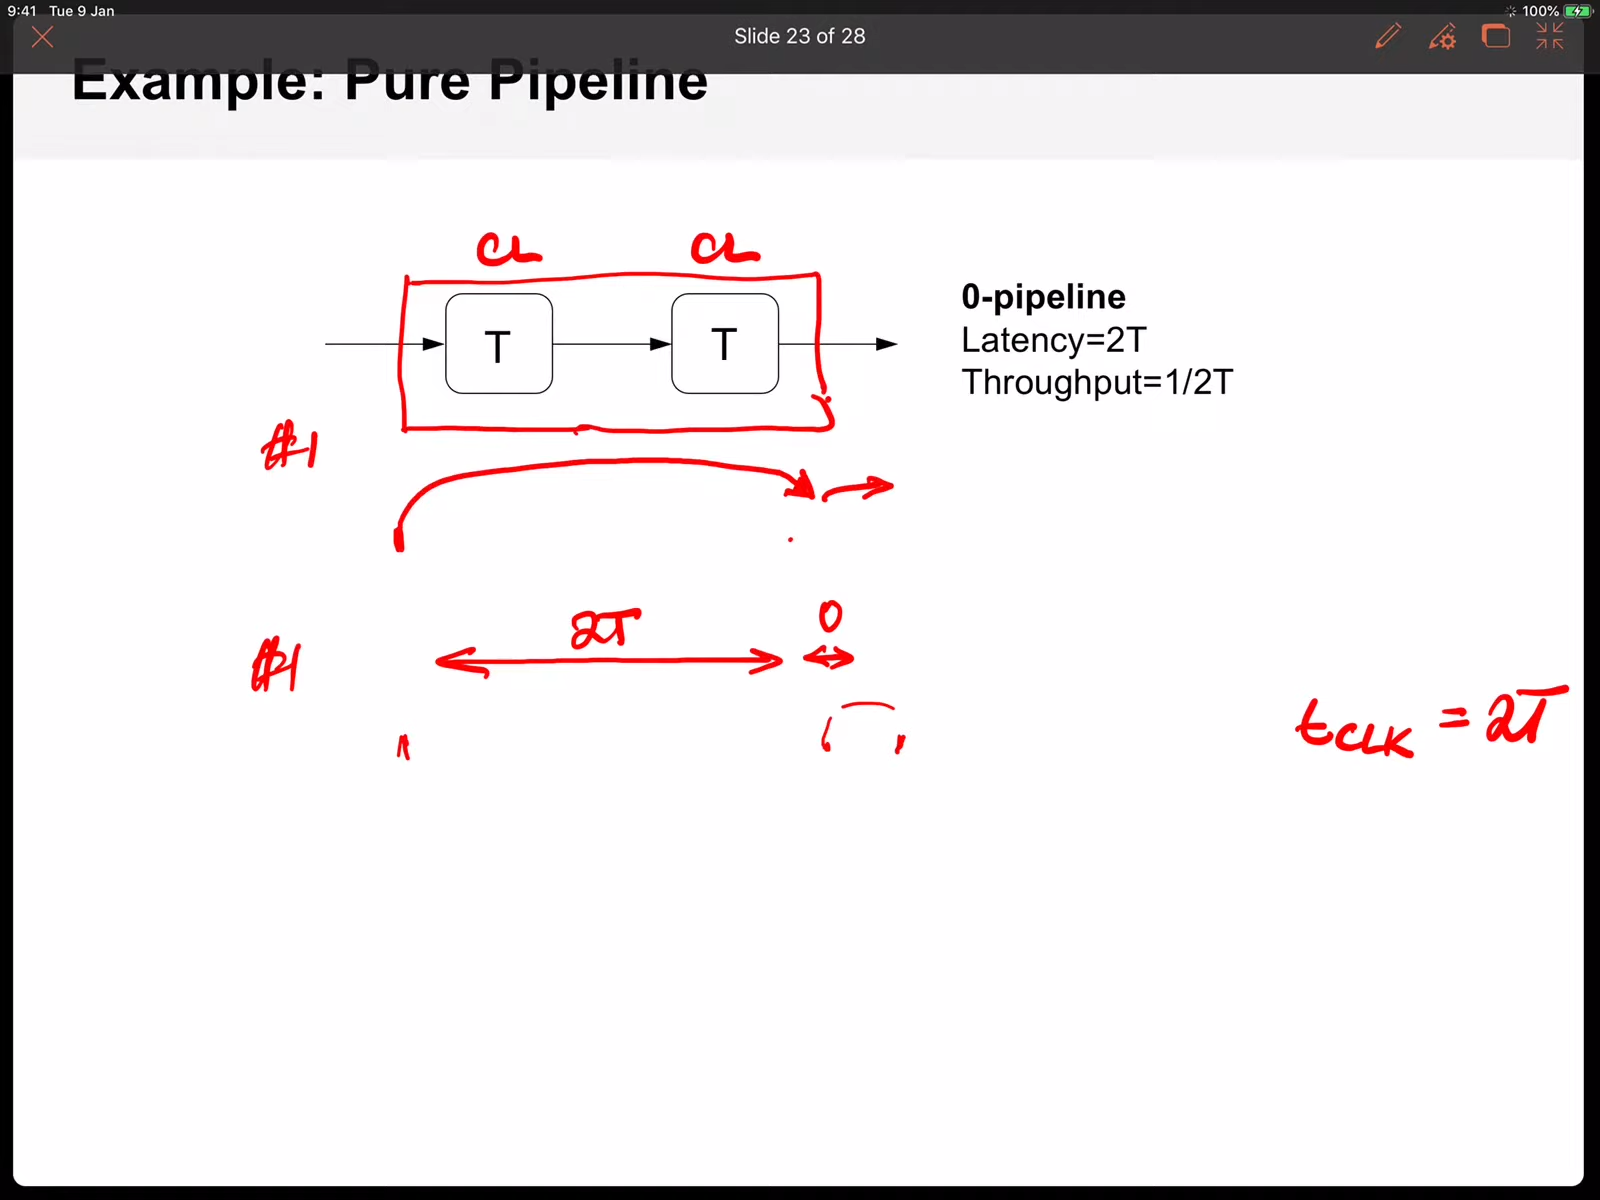 9:41 Tue 9 Jan
100%
Slide 23 of 28
Example: Pure Pipeline
CL CL
T T
0-pipeline
Latency=2T
Throughput=1/2T
#1
2T 0
#1
tCLK = 2T